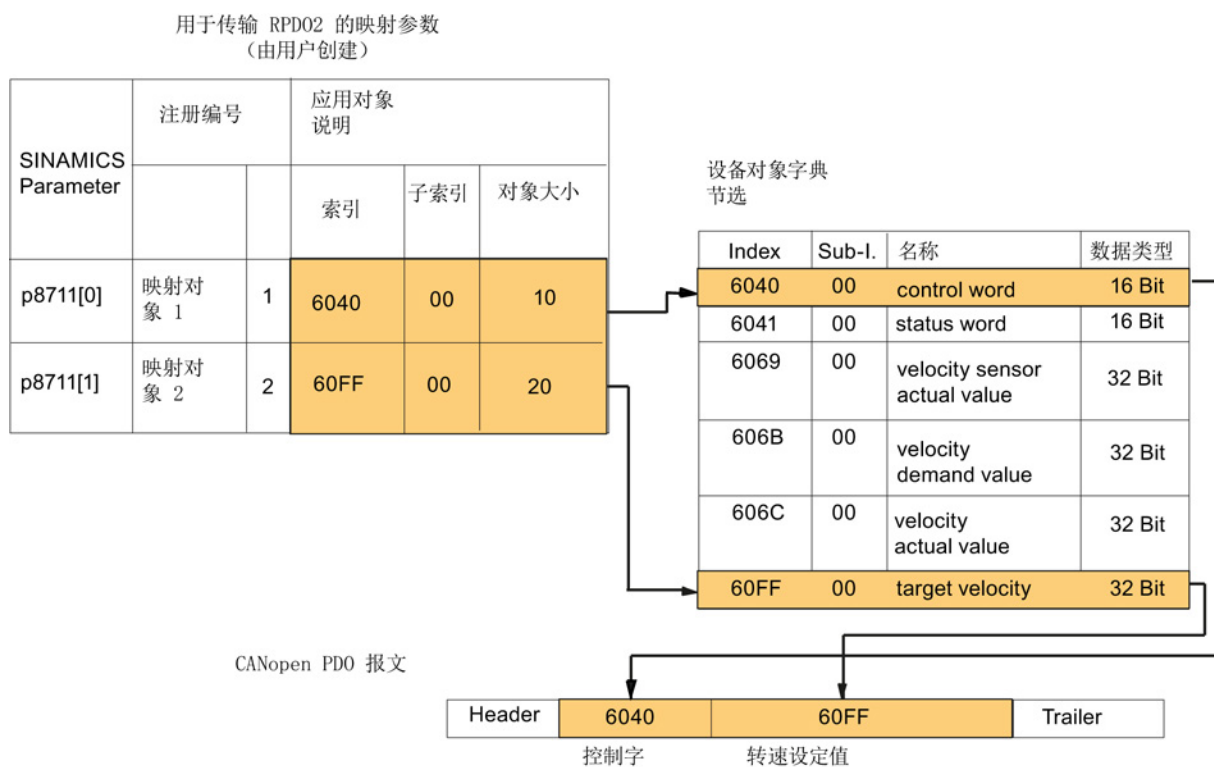 用于传输 RPDO2 的映射参数
（由用户创建）
SINAMICS
Parameter
注册编号
应用对象
说明
索引
子索引
对象大小
p8711[0]
映射对
象 1
1
6040
00
10
p8711[1]
映射对
象 2
2
60FF
00
20
设备对象字典
节选
Index
Sub-I.
名称
数据类型
6040
00
control word
16 Bit
6041
00
status word
16 Bit
6069
00
velocity sensor
actual value
32 Bit
606B
00
velocity
demand value
32 Bit
606C
00
velocity
actual value
32 Bit
60FF
00
target velocity
32 Bit
CANopen PDO 报文
Header
6040
60FF
Trailer
控制字
转速设定值